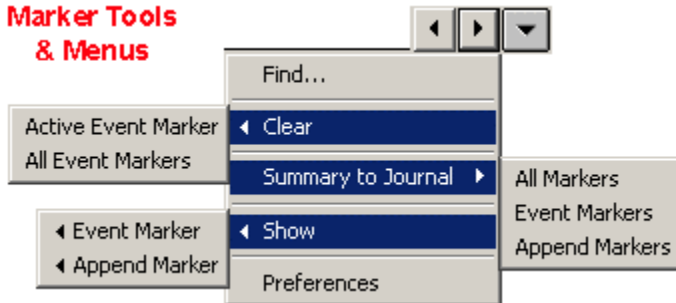 Marker Tools
& Menus
Find...
Active Event Marker
All Event Markers
Clear
Summary to Journal
All Markers
Event Markers
Append Markers
Event Marker
Append Marker
Show
Preferences